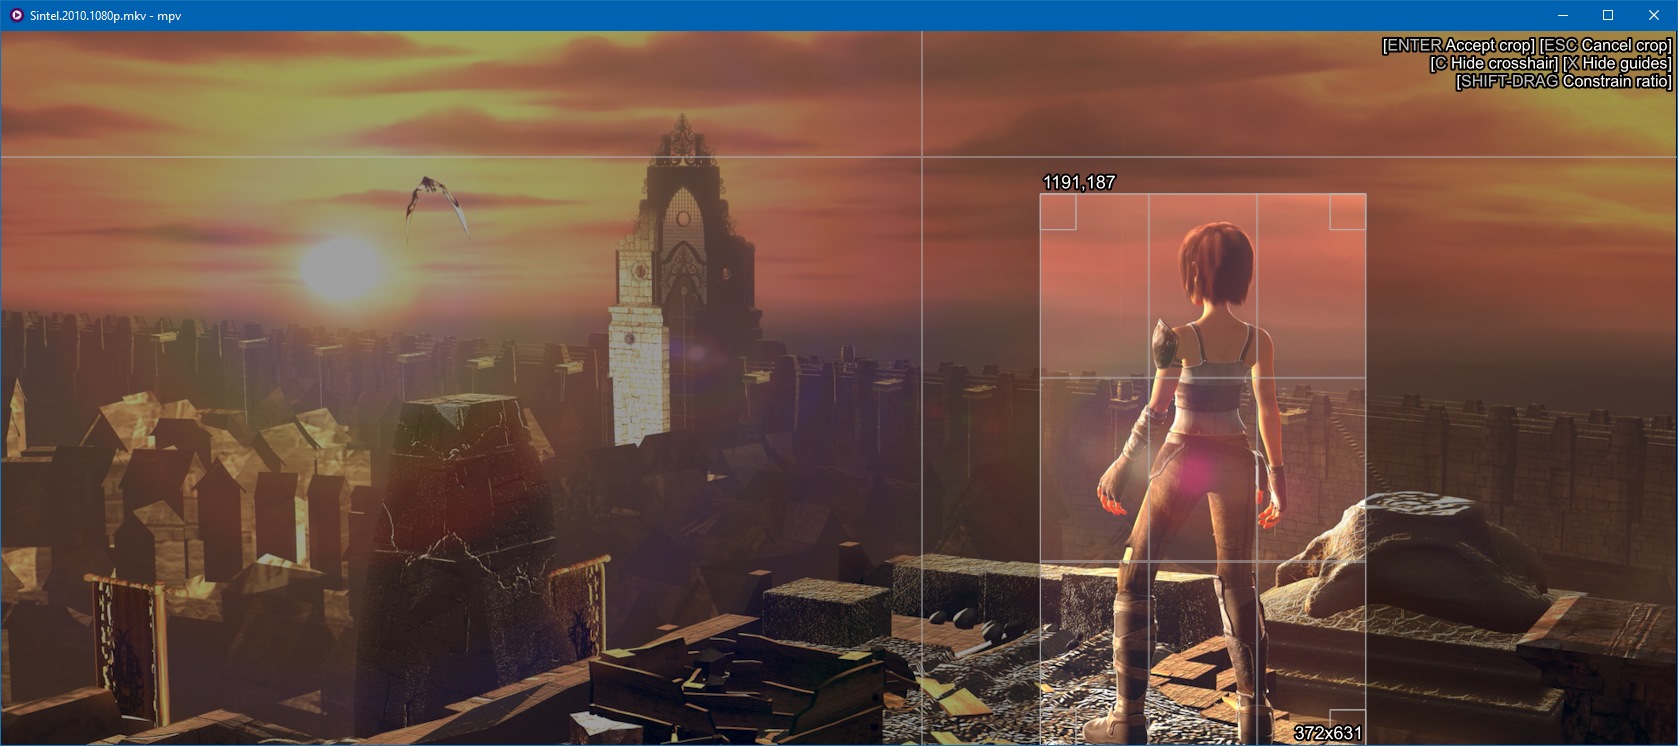 Sintel.2010.1080p.mkv - mpv
[ENTER Accept crop] [ESC Cancel crop]
[C Hide crosshair] [X Hide guides]
[SHIFT-DRAG Constrain ratio]
1191,187
372x631